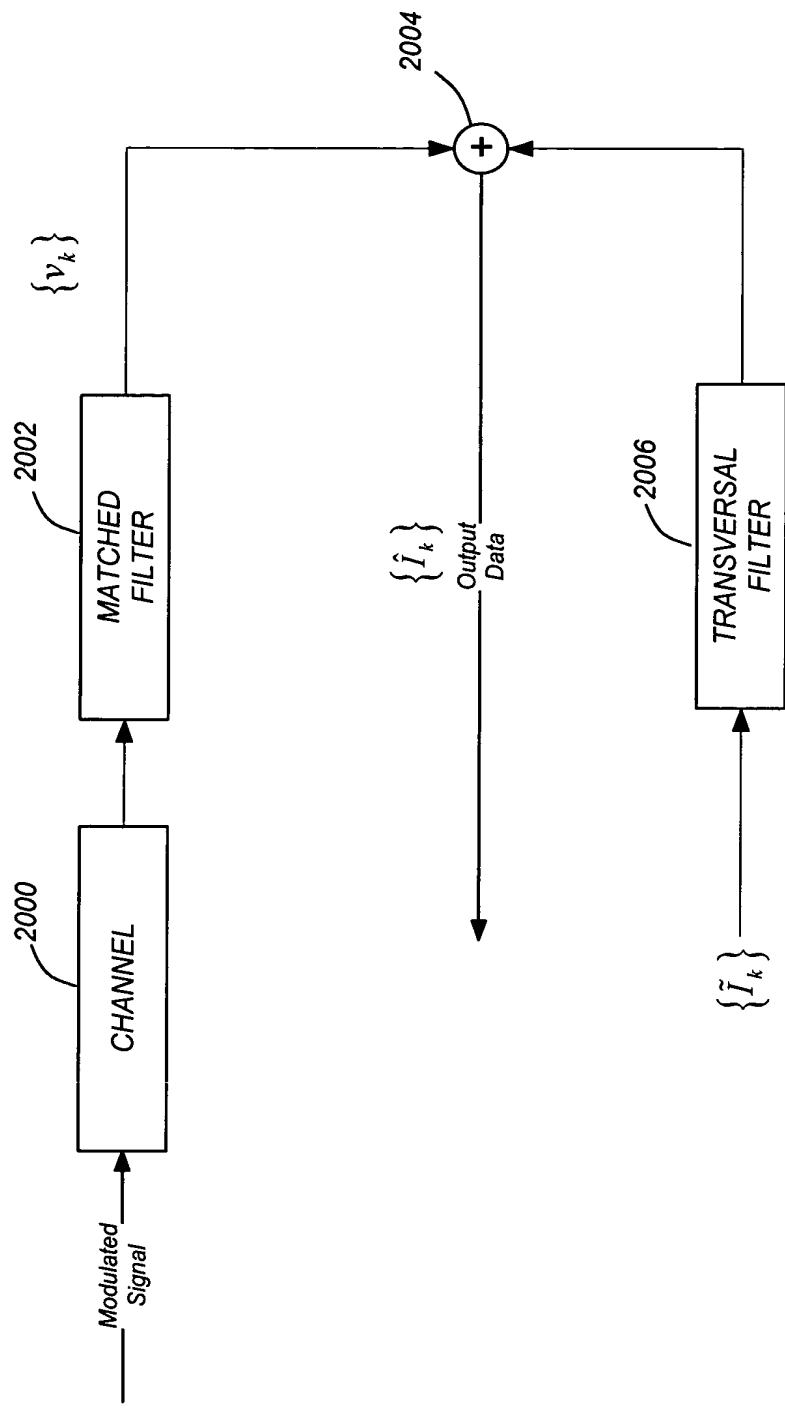 Modulated
Signal
2000
CHANNEL
2002
MATCHED
FILTER
{v_k}
2004
+
{Î_k}
Output
Data
{Ĩ_k}
2006
TRANSVERSAL
FILTER